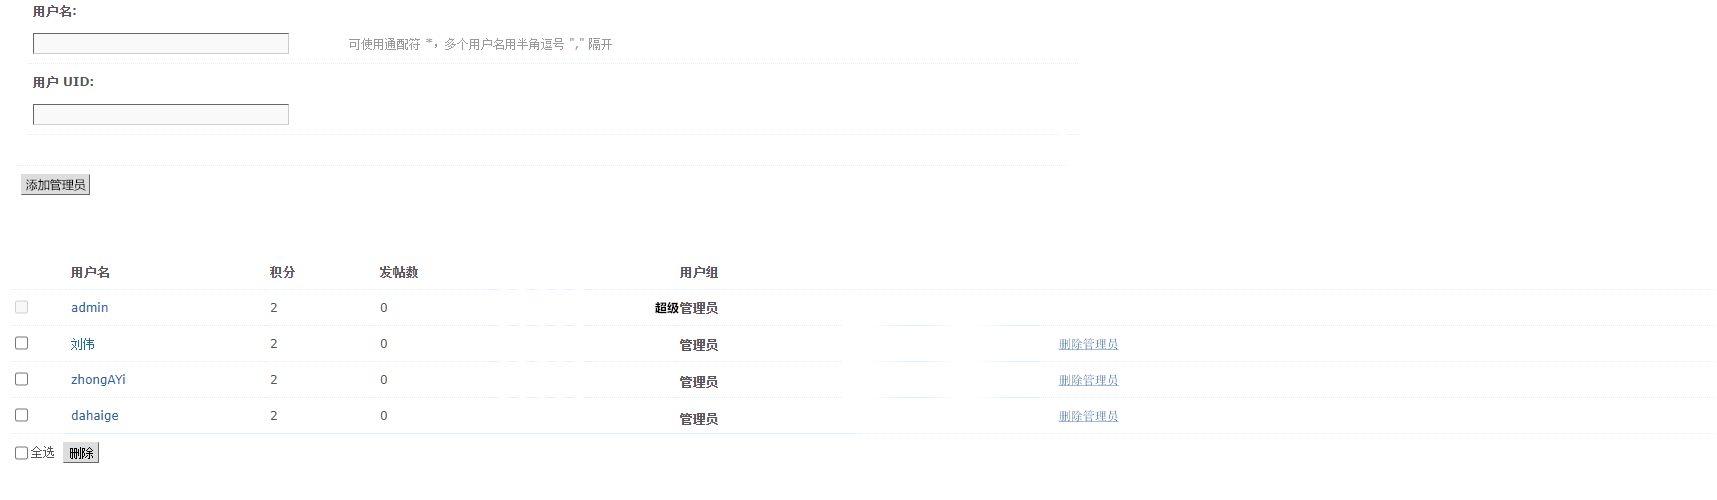 用户名:
可使用通配符 *，多个用户名用半角逗号 "," 隔开
用户 UID:
添加管理员
用户名 积分 发帖数 用户组
admin 2 0 超级管理员
刘伟 2 0 管理员 删除管理员
zhongAYi 2 0 管理员 删除管理员
dahaige 2 0 管理员 删除管理员
全选 删除